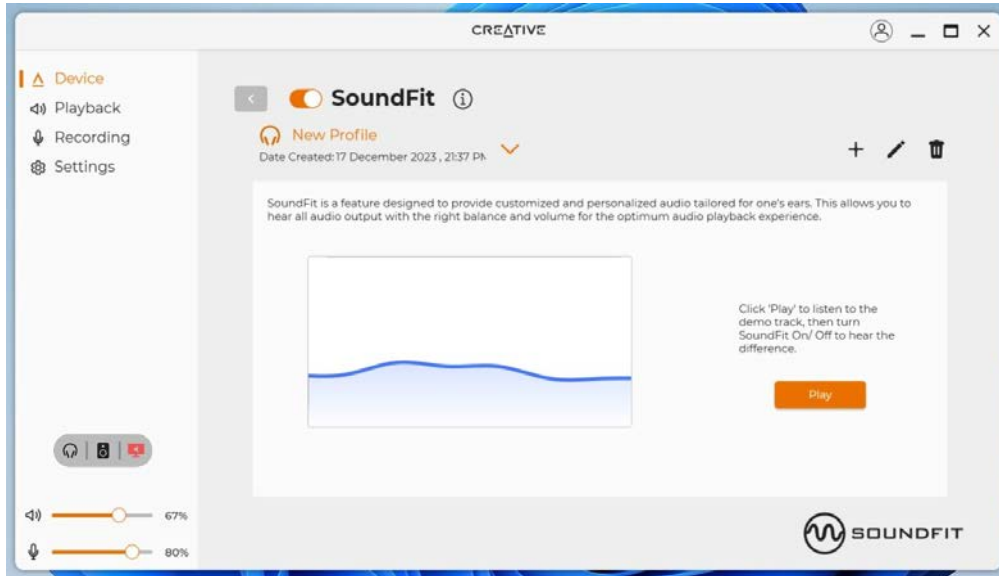 CREATIVE
Device
Playback
Recording
Settings
SoundFit
New Profile
Date Created: 17 December 2023 , 21:37 PM
SoundFit is a feature designed to provide customized and personalized audio tailored for one's ears. This allows you to
hear all audio output with the right balance and volume for the optimum audio playback experience.
Click 'Play' to listen to the
demo track, then turn
SoundFit On/ Off to hear the
difference.
Play
67%
80%
SOUNDFIT